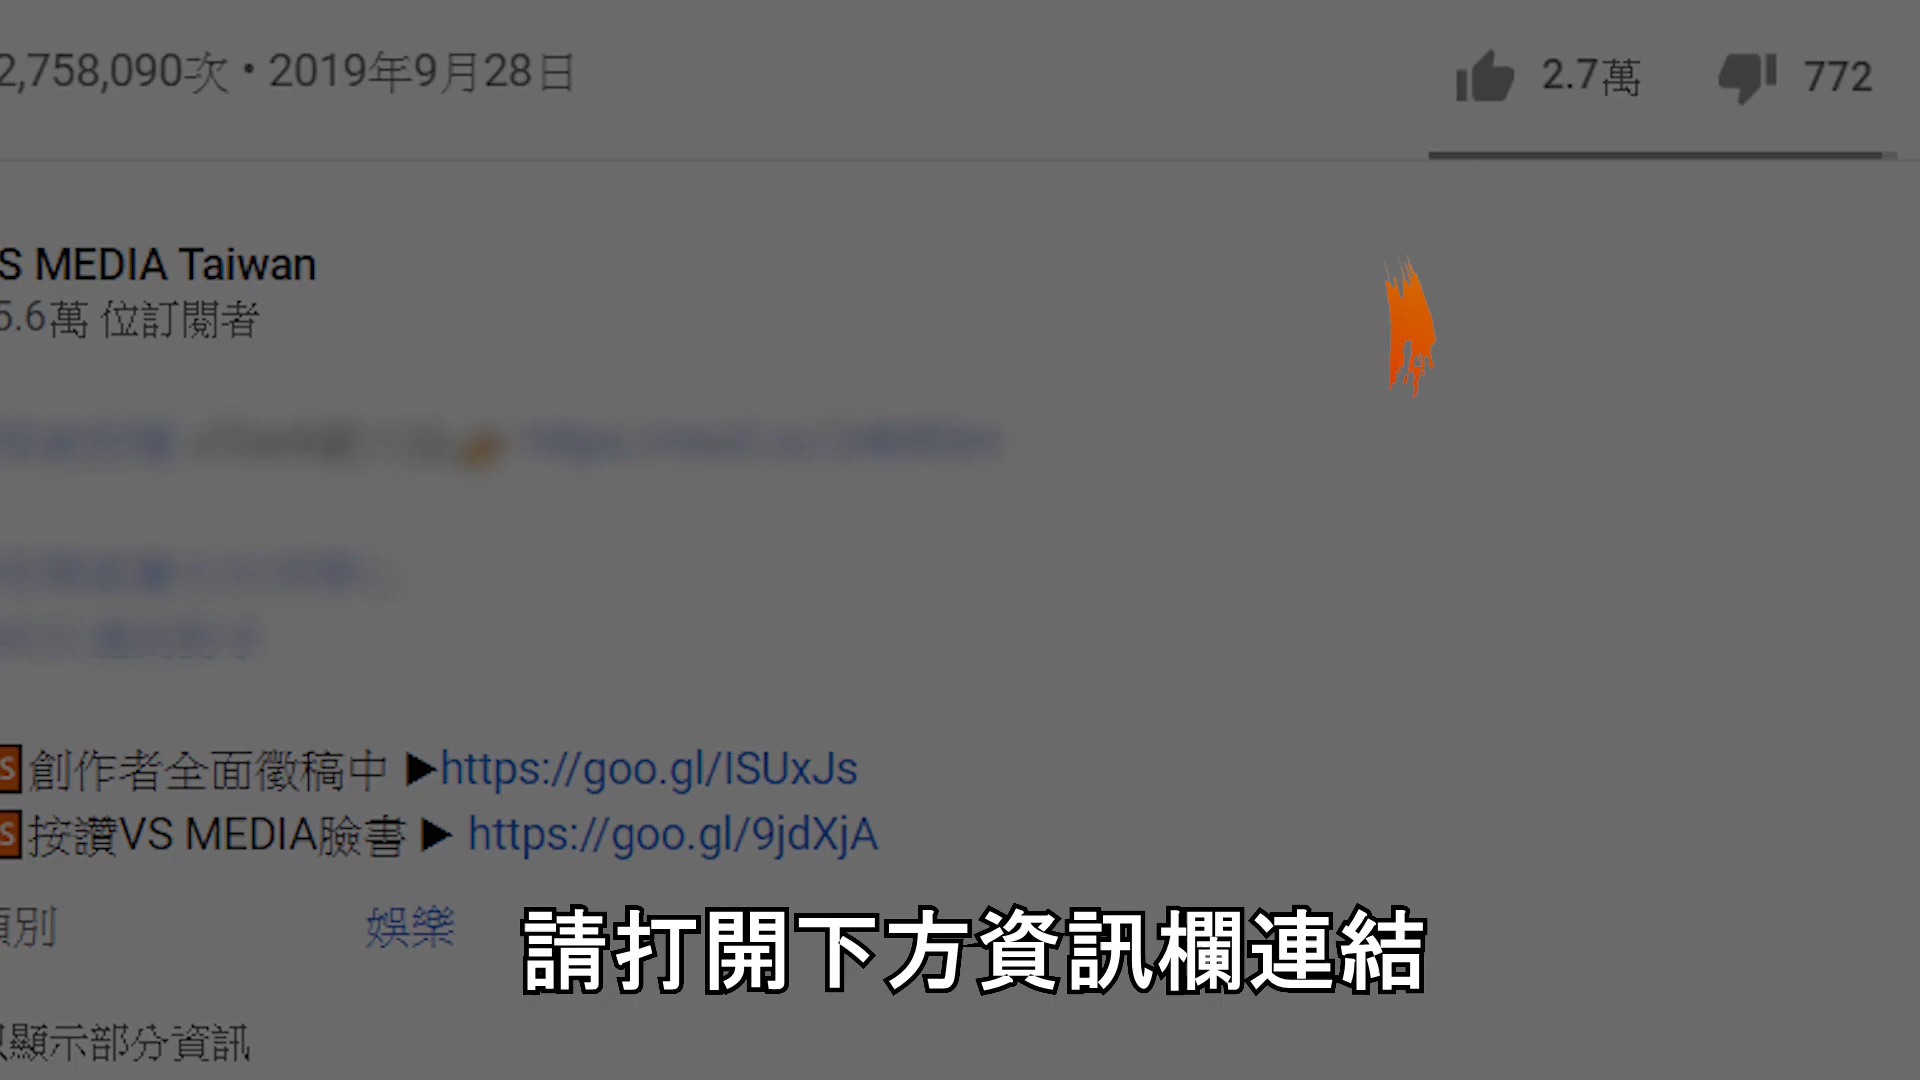 2,758,090次 • 2019年9月28日
2.7萬
772
S MEDIA Taiwan
5.6萬 位訂閱者
S創作者全面徵稿中 ▶https://goo.gl/ISUxJs
S按讚VS MEDIA臉書 ▶ https://goo.gl/9jdXjA
類別 娛樂
請打開下方資訊欄連結
只顯示部分資訊